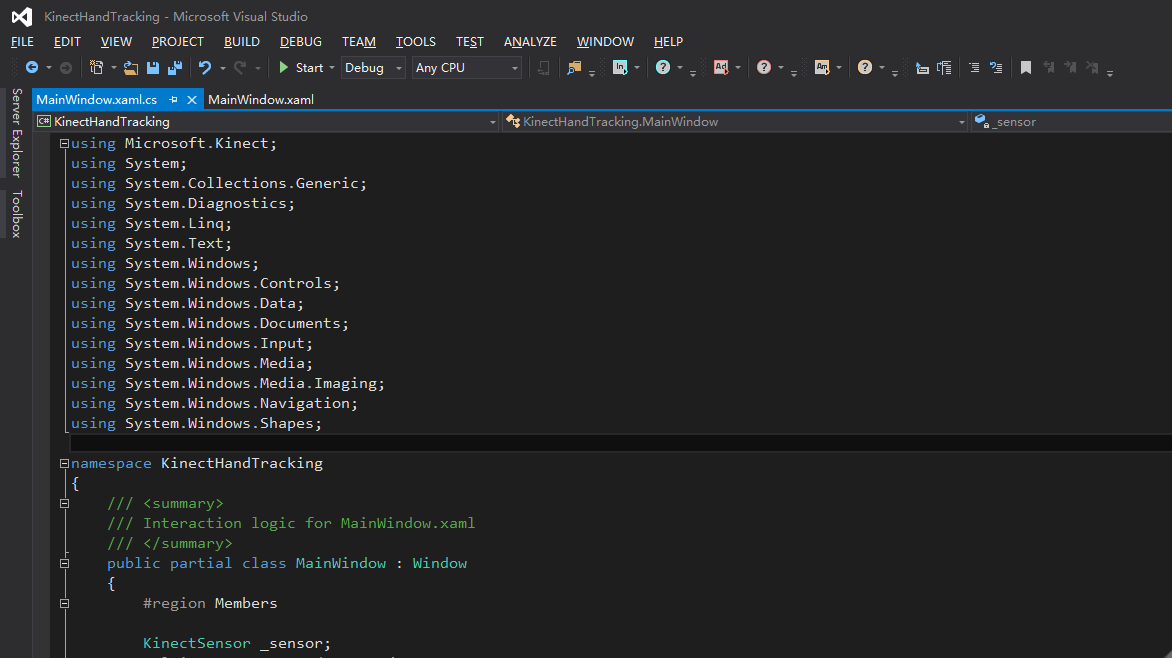 KinectHandTracking - Microsoft Visual Studio
FILE EDIT VIEW PROJECT BUILD DEBUG TEAM TOOLS TEST ANALYZE WINDOW HELP
Start Debug Any CPU In ? Ad ? Am ?
MainWindow.xaml.cs MainWindow.xaml
C# KinectHandTracking KinectHandTracking.MainWindow _sensor
Server Explorer
Toolbox
using Microsoft.Kinect;
using System;
using System.Collections.Generic;
using System.Diagnostics;
using System.Linq;
using System.Text;
using System.Windows;
using System.Windows.Controls;
using System.Windows.Data;
using System.Windows.Documents;
using System.Windows.Input;
using System.Windows.Media;
using System.Windows.Media.Imaging;
using System.Windows.Navigation;
using System.Windows.Shapes;
namespace KinectHandTracking
{
/// <summary>
/// Interaction logic for MainWindow.xaml
/// </summary>
public partial class MainWindow : Window
{
#region Members
KinectSensor _sensor;